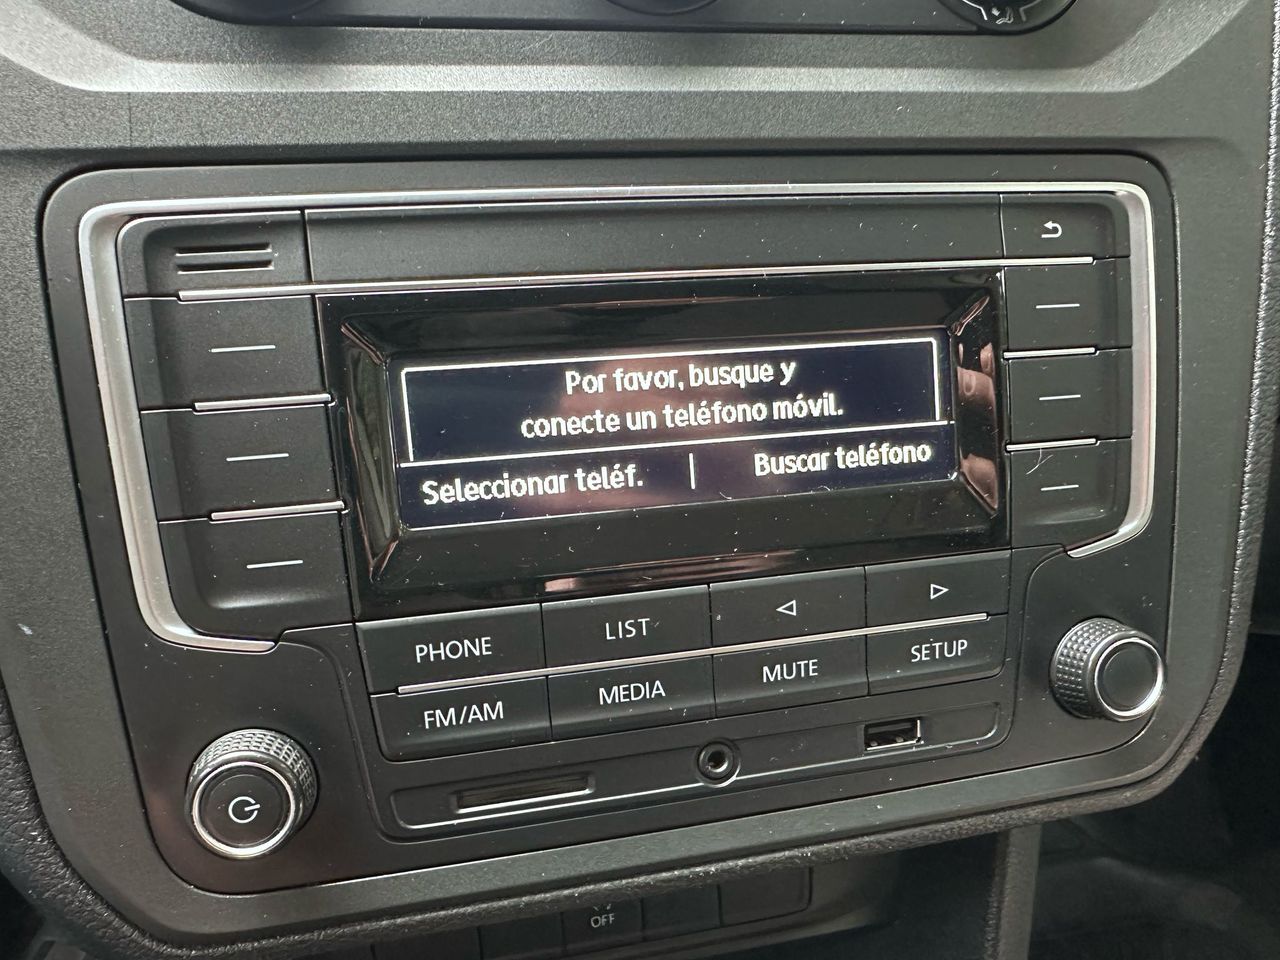 Por favor, busque y
conecte un teléfono móvil.
Seleccionar teléf. | Buscar teléfono
PHONE
LIST
FM/AM
MEDIA
MUTE
SETUP
OFF